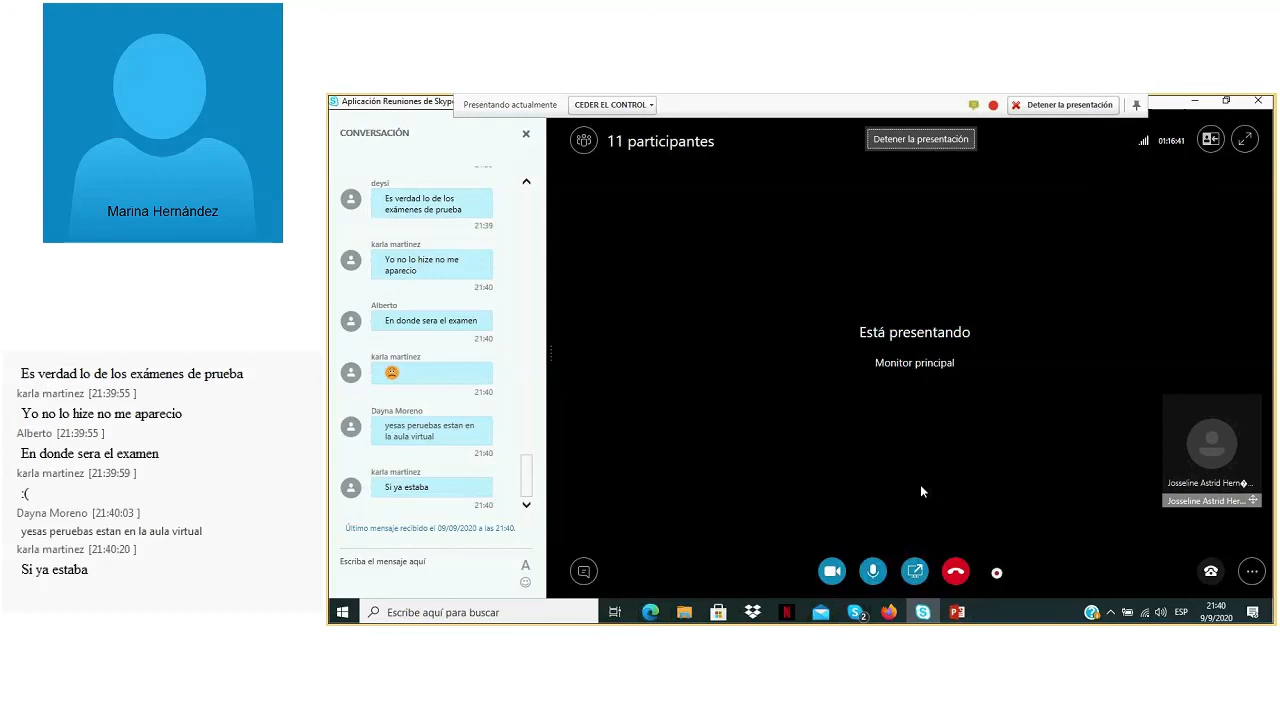 Marina Hernández
Es verdad lo de los exámenes de prueba
karla martinez [21:39:55 ]
Yo no lo hize no me aparecio
Alberto [21:39:55 ]
En donde sera el examen
karla martinez [21:39:59 ]
:(
Dayna Moreno [21:40:03 ]
yesas peruebas estan en la aula virtual
karla martinez [21:40:20 ]
Si ya estaba
Aplicación Reuniones de Skype
Presentando actualmente
CEDER EL CONTROL
Detener la presentación
CONVERSACIÓN
11 participantes
Detener la presentación
01:16:41
deysi
Es verdad lo de los
exámenes de prueba
21:39
karla martinez
Yo no lo hize no me
aparecio
21:40
Alberto
En donde sera el examen
21:40
karla martinez
21:40
Dayna Moreno
yesas peruebas estan en
la aula virtual
21:40
karla martinez
Si ya estaba
21:40
Último mensaje recibido el 09/09/2020 a las 21:40.
Escribe el mensaje aquí
Está presentando
Monitor principal
Josseline Astrid Hern�...
Josseline Astrid Her...
Escribe aquí para buscar
2
ESP
21:40
9/9/2020